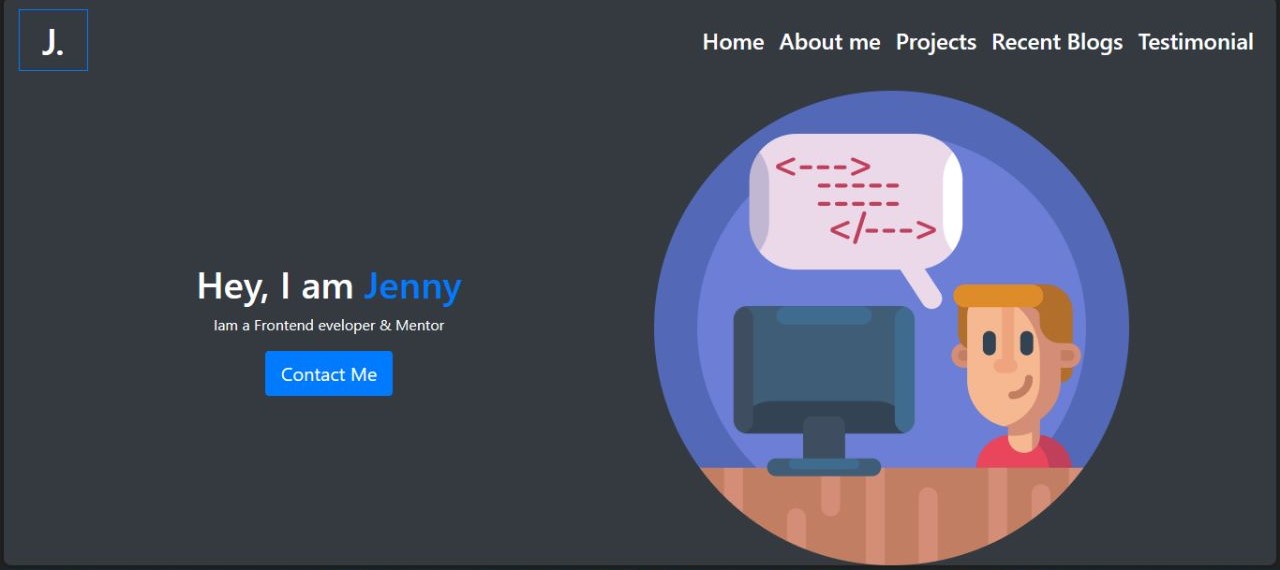 J.
Home About me Projects Recent Blogs Testimonial
<--->
-----
-----
</--->
Hey, I am Jenny
Iam a Frontend eveloper & Mentor
Contact Me